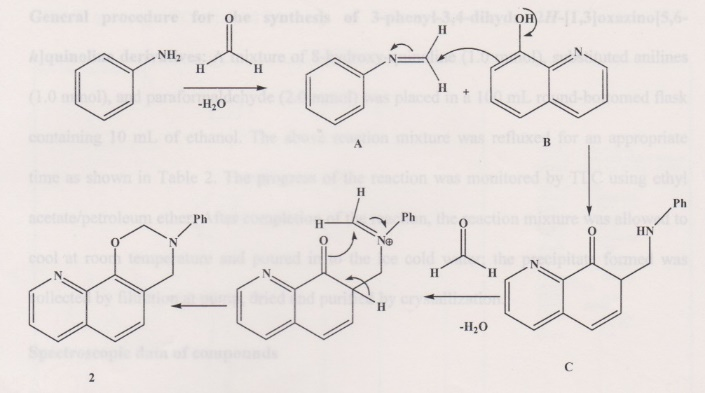 General procedure for the synthesis of 3-phenyl-3,4-dihydro-2H-[1,3]oxazino[5,6-
h]quinoline derivatives: A mixture of 8-hydroxyquinoline (1.0 mmol), substituted anilines
(1.0 mmol), and paraformaldehyde (2.0 mmol) was placed in a 100 mL round-bottomed flask
containing 10 mL of ethanol. The above reaction mixture was refluxed for an appropriate
time as shown in Table 2. The progress of the reaction was monitored by TLC using ethyl
acetate/petroleum ether. After completion of the reaction, the reaction mixture was allowed to
cool at room temperature and poured into the ice cold water, the precipitate formed was
collected by filtration at suction, dried and purified by crystallization.
Spectroscopic data of compounds
O
NH₂
H H
-H₂O
N
H
H
A
+
OH
N
B
Ph
O
N
N
2
H
H
Ph
N⊕
O
N
H
O
H H
-H₂O
Ph
HN
O
N
C